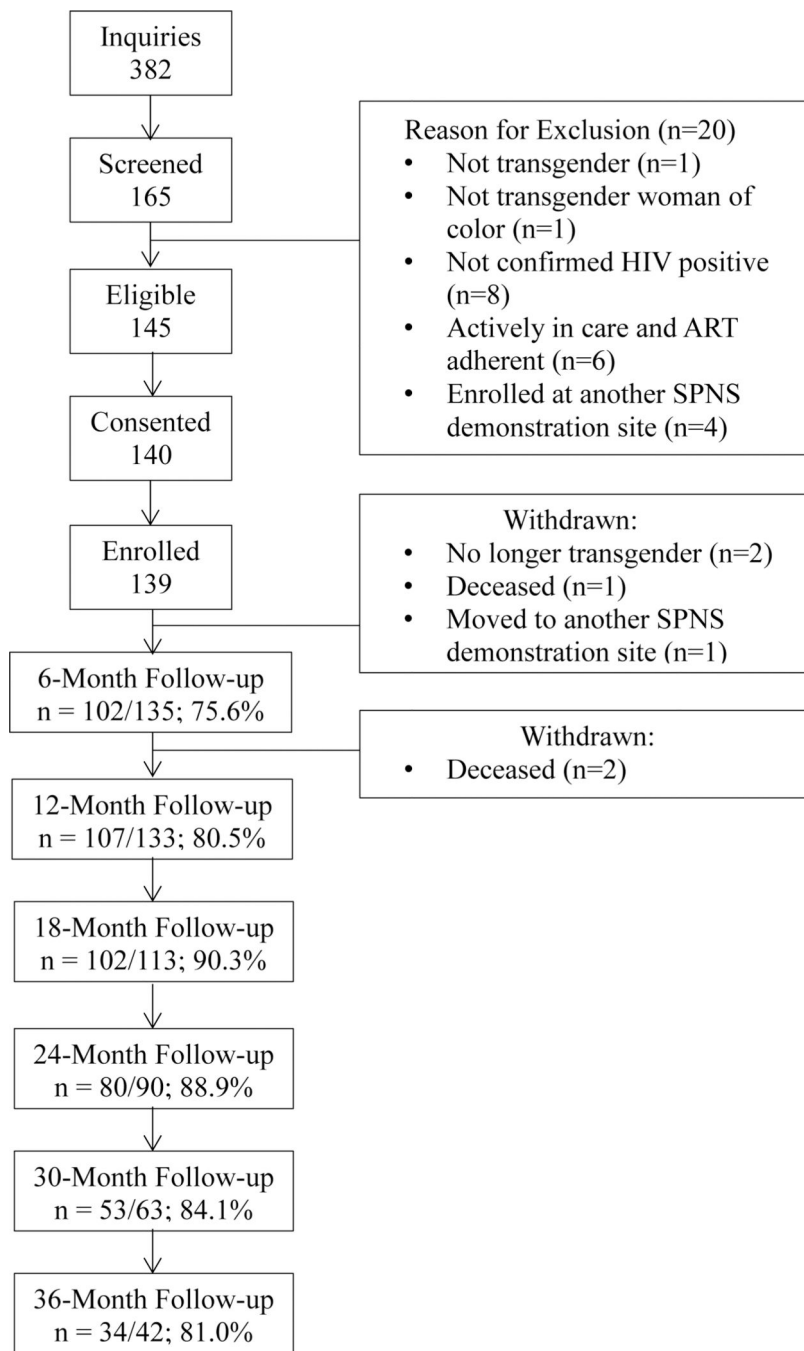 Inquiries
382
Screened
165
Reason for Exclusion (n=20)
• Not transgender (n=1)
• Not transgender woman of
color (n=1)
• Not confirmed HIV positive
(n=8)
• Actively in care and ART
adherent (n=6)
• Enrolled at another SPNS
demonstration site (n=4)
Eligible
145
Consented
140
Enrolled
139
Withdrawn:
• No longer transgender (n=2)
• Deceased (n=1)
• Moved to another SPNS
demonstration site (n=1)
6-Month Follow-up
n = 102/135; 75.6%
Withdrawn:
• Deceased (n=2)
12-Month Follow-up
n = 107/133; 80.5%
18-Month Follow-up
n = 102/113; 90.3%
24-Month Follow-up
n = 80/90; 88.9%
30-Month Follow-up
n = 53/63; 84.1%
36-Month Follow-up
n = 34/42; 81.0%